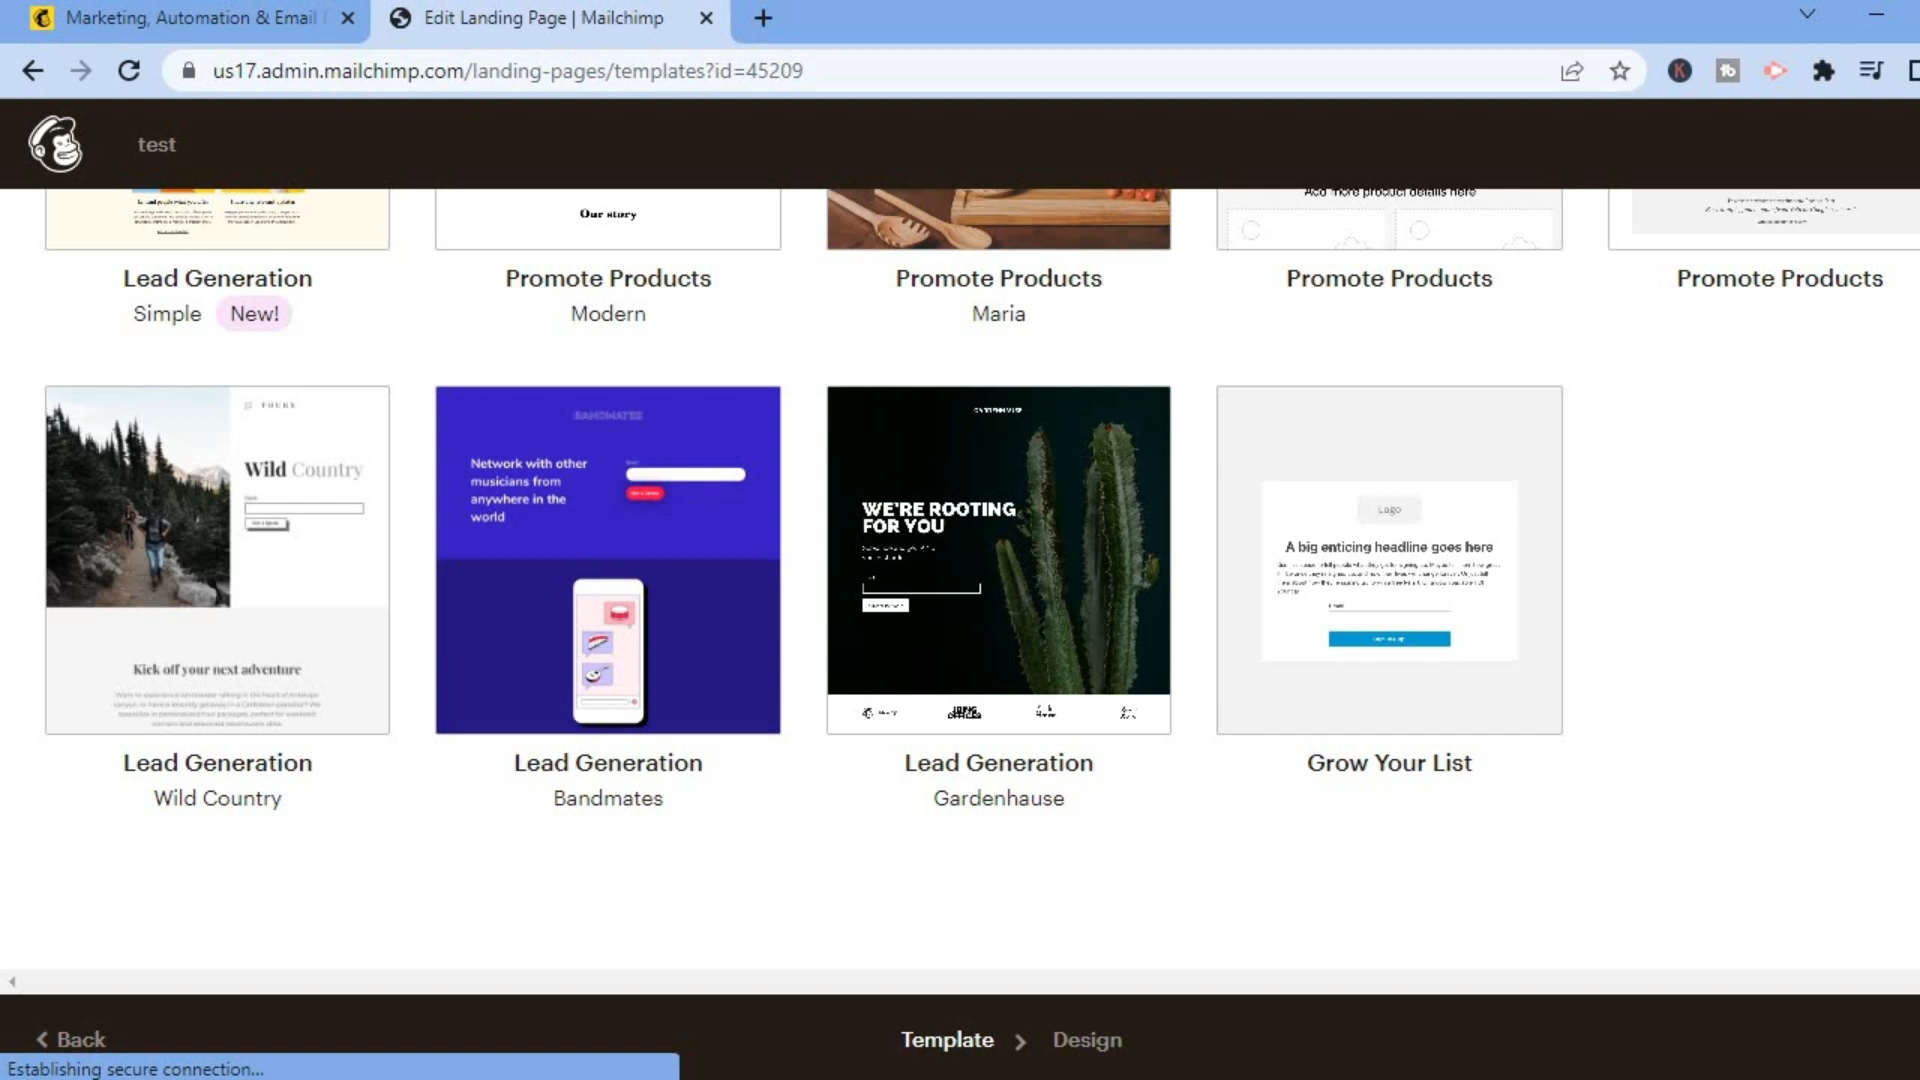 Marketing, Automation & Email
Edit Landing Page | Mailchimp
us17.admin.mailchimp.com/landing-pages/templates?id=45209
test
Our story
Add more product details here
Lead Generation
Simple New!
Promote Products
Modern
Promote Products
Maria
Promote Products
Promote Products
TOURS
Wild Country
Kick off your next adventure
BANDMATES
Network with other
musicians from
anywhere in the
world
GARDENHAUSE
WE'RE ROOTING
FOR YOU
Logo
A big enticing headline goes here
Lead Generation
Wild Country
Lead Generation
Bandmates
Lead Generation
Gardenhause
Grow Your List
Back
Template
Design
Establishing secure connection...